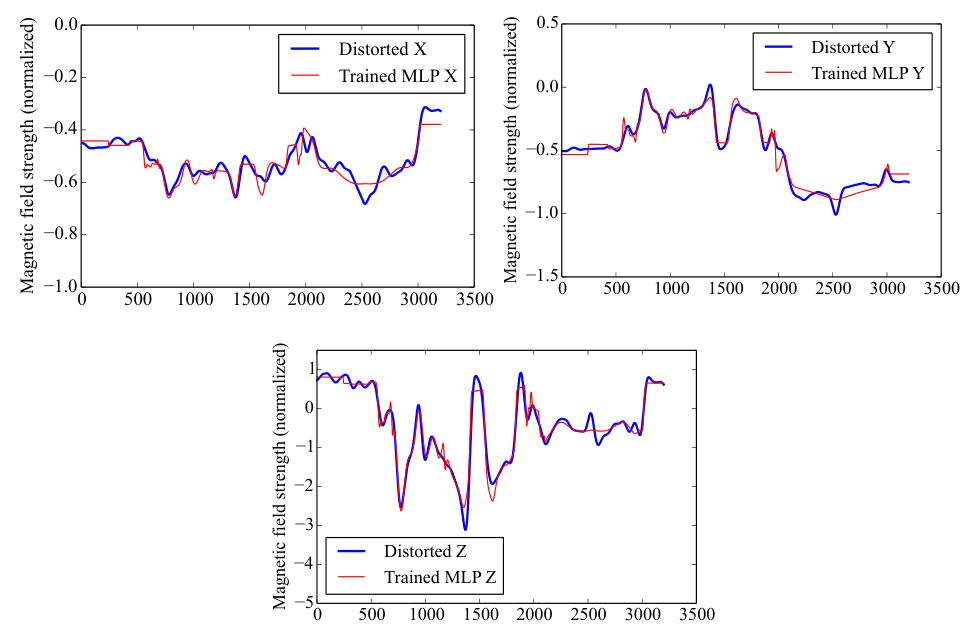 Magnetic field strength (normalized)
0.0
−0.2
−0.4
−0.6
−0.8
−1.0
Distorted X
Trained MLP X
0 500 1000 1500 2000 2500 3000 3500
Magnetic field strength (normalized)
0.5
0.0
−0.5
−1.0
−1.5
Distorted Y
Trained MLP Y
0 500 1000 1500 2000 2500 3000 3500
Magnetic field strength (normalized)
1
0
−1
−2
−3
−4
−5
Distorted Z
Trained MLP Z
0 500 1000 1500 2000 2500 3000 3500